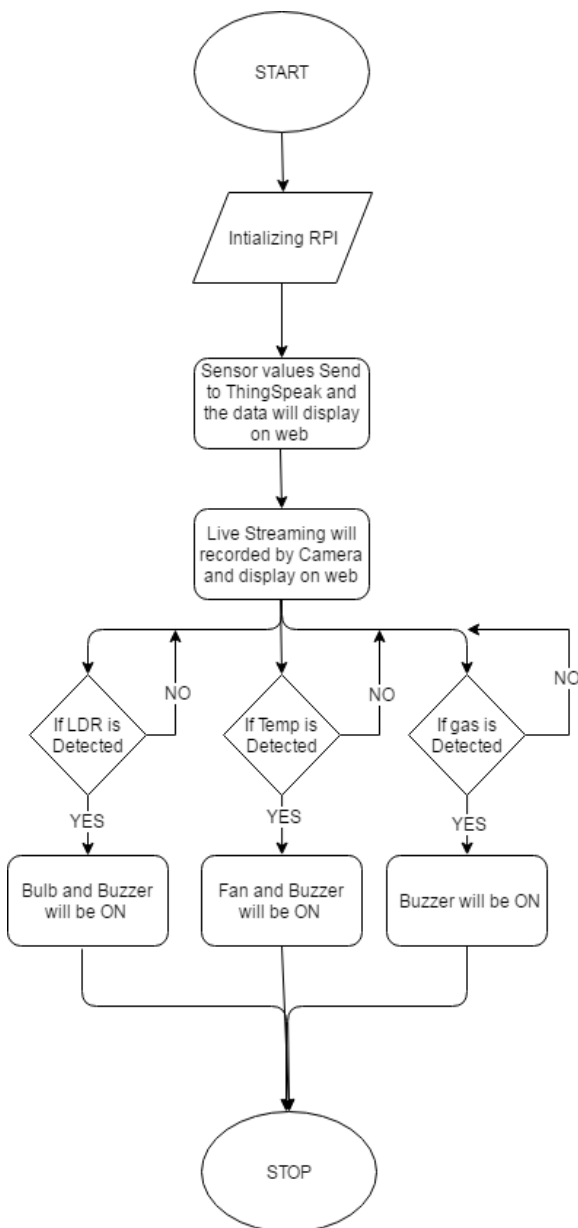 START
Intializing RPI
Sensor values Send
to ThingSpeak and
the data will display
on web
Live Streaming will
recorded by Camera
and display on web
NO
NO
NO
If LDR is
Detected
If Temp is
Detected
If gas is
Detected
YES
YES
YES
Bulb and Buzzer
will be ON
Fan and Buzzer
will be ON
Buzzer will be ON
STOP